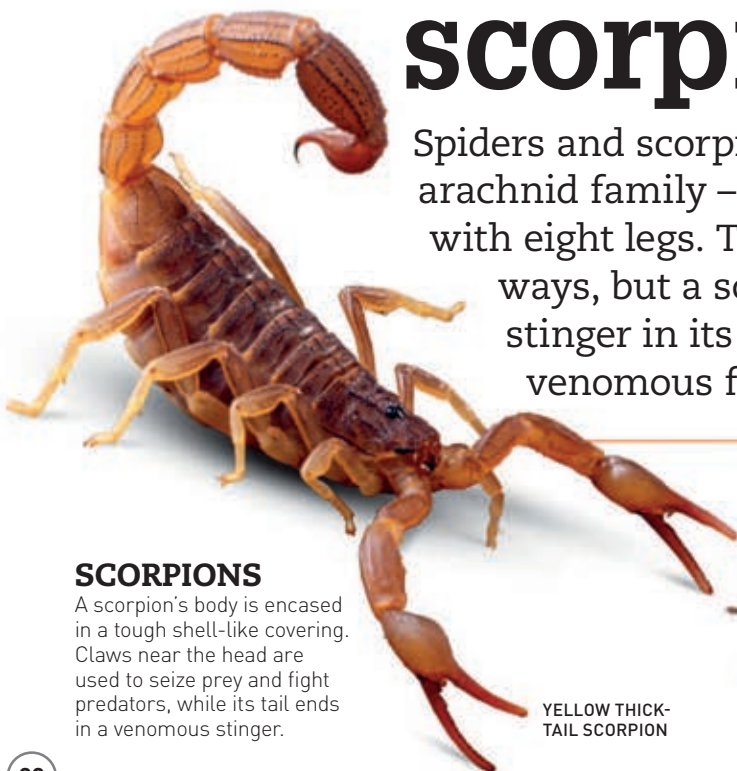 scorpi
Spiders and scorpi
arachnid family –
with eight legs. T
ways, but a sc
stinger in its
venomous f
SCORPIONS
A scorpion's body is encased
in a tough shell-like covering.
Claws near the head are
used to seize prey and fight
predators, while its tail ends
in a venomous stinger.
YELLOW THICK-
TAIL SCORPION